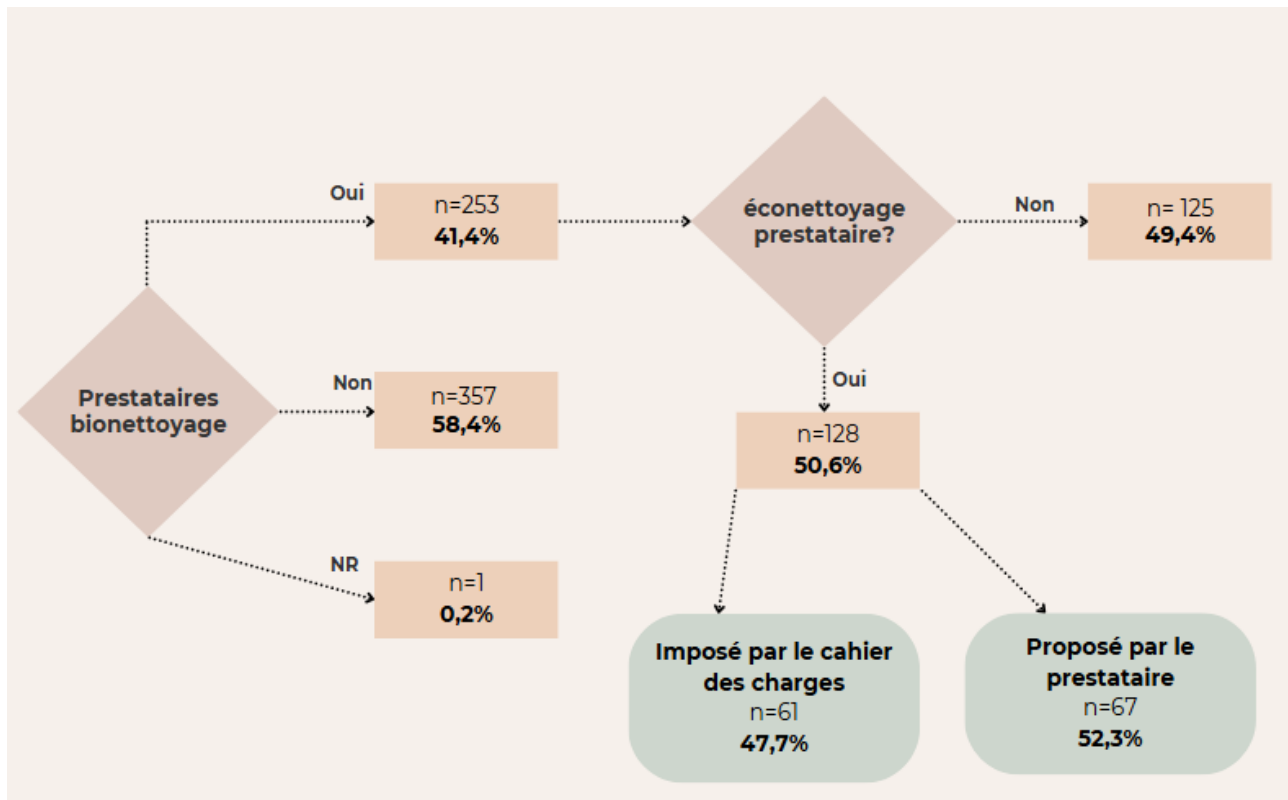 Prestataires
bionettoyage
Oui
n=253
41,4%
Non
n=357
58,4%
NR
n=1
0,2%
éconettoyage
prestataire?
Non
n= 125
49,4%
Oui
n=128
50,6%
Imposé par le cahier
des charges
n=61
47,7%
Proposé par le
prestataire
n=67
52,3%